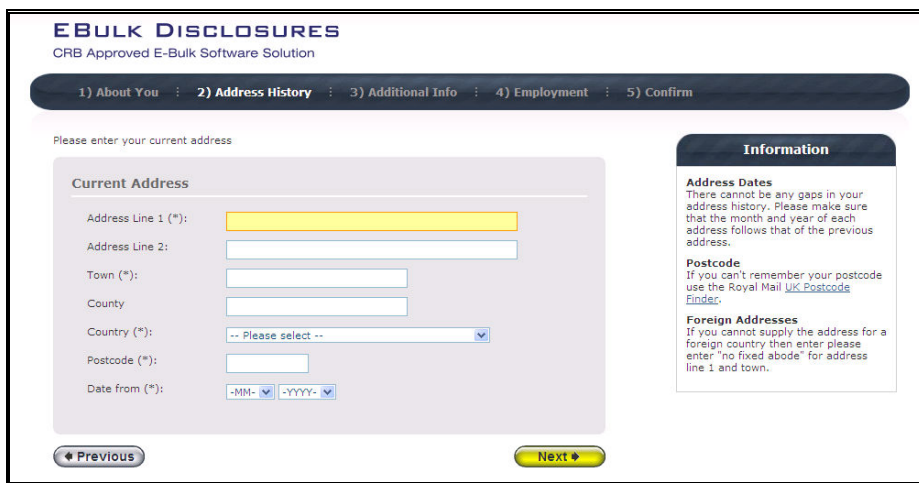 EBULK DISCLOSURES
CRB Approved E-Bulk Software Solution
1) About You : 2) Address History : 3) Additional Info : 4) Employment : 5) Confirm
Please enter your current address
Current Address
Address Line 1 (*):
Address Line 2:
Town (*):
County
Country (*): -- Please select --
Postcode (*):
Date from (*): -MM- -YYYY-
Previous
Next
Information
Address Dates
There cannot be any gaps in your
address history. Please make sure
that the month and year of each
address follows that of the previous
address.
Postcode
If you can't remember your postcode
use the Royal Mail UK Postcode
Finder.
Foreign Addresses
If you cannot supply the address for a
foreign country then enter please
enter "no fixed abode" for address
line 1 and town.